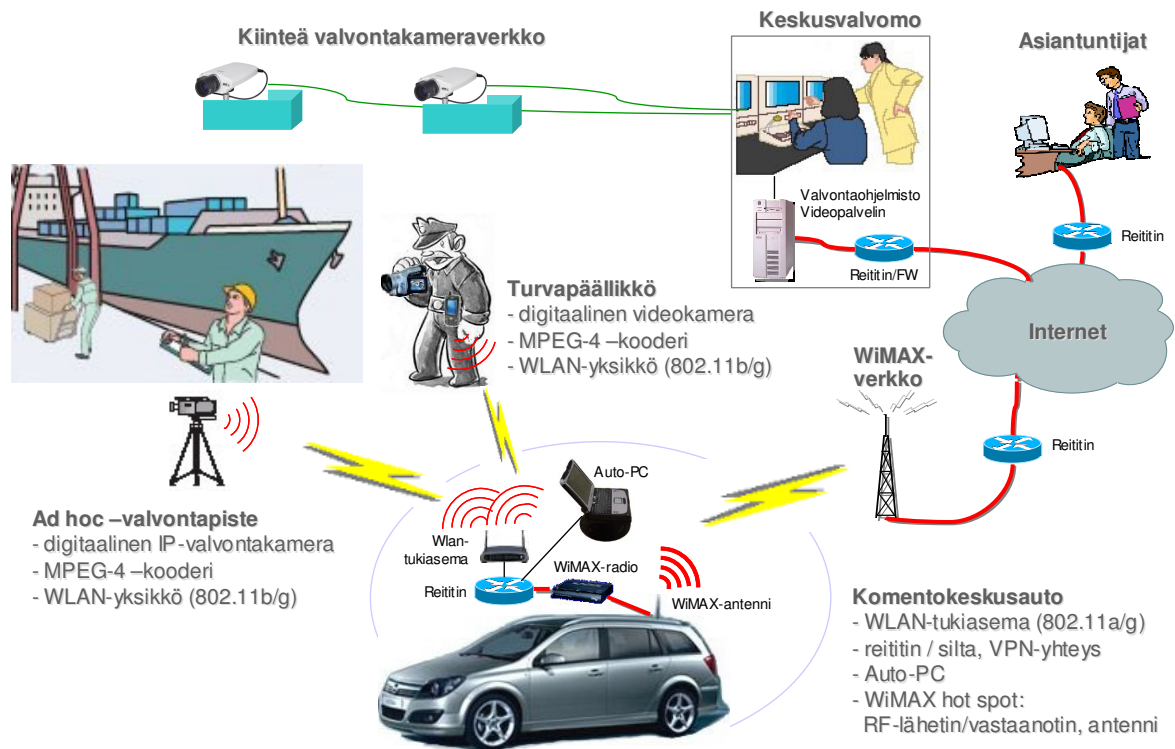 Kiinteä valvontakameraverkko
Keskusvalvomo
Asiantuntijat
Valvontaohjelmisto
Videopalvelin
Reititin/FW
Reititin
Internet
Turvapäällikkö
- digitaalinen videokamera
- MPEG-4 –kooderi
- WLAN-yksikkö (802.11b/g)
WiMAX-
verkko
Reititin
Ad hoc –valvontapiste
- digitaalinen IP-valvontakamera
- MPEG-4 –kooderi
- WLAN-yksikkö (802.11b/g)
Auto-PC
Wlan-
tukiasema
Reititin
WiMAX-radio
WiMAX-antenni
Komentokeskusauto
- WLAN-tukiasema (802.11a/g)
- reititin / silta, VPN-yhteys
- Auto-PC
- WiMAX hot spot:
RF-lähetin/vastaanotin, antenni